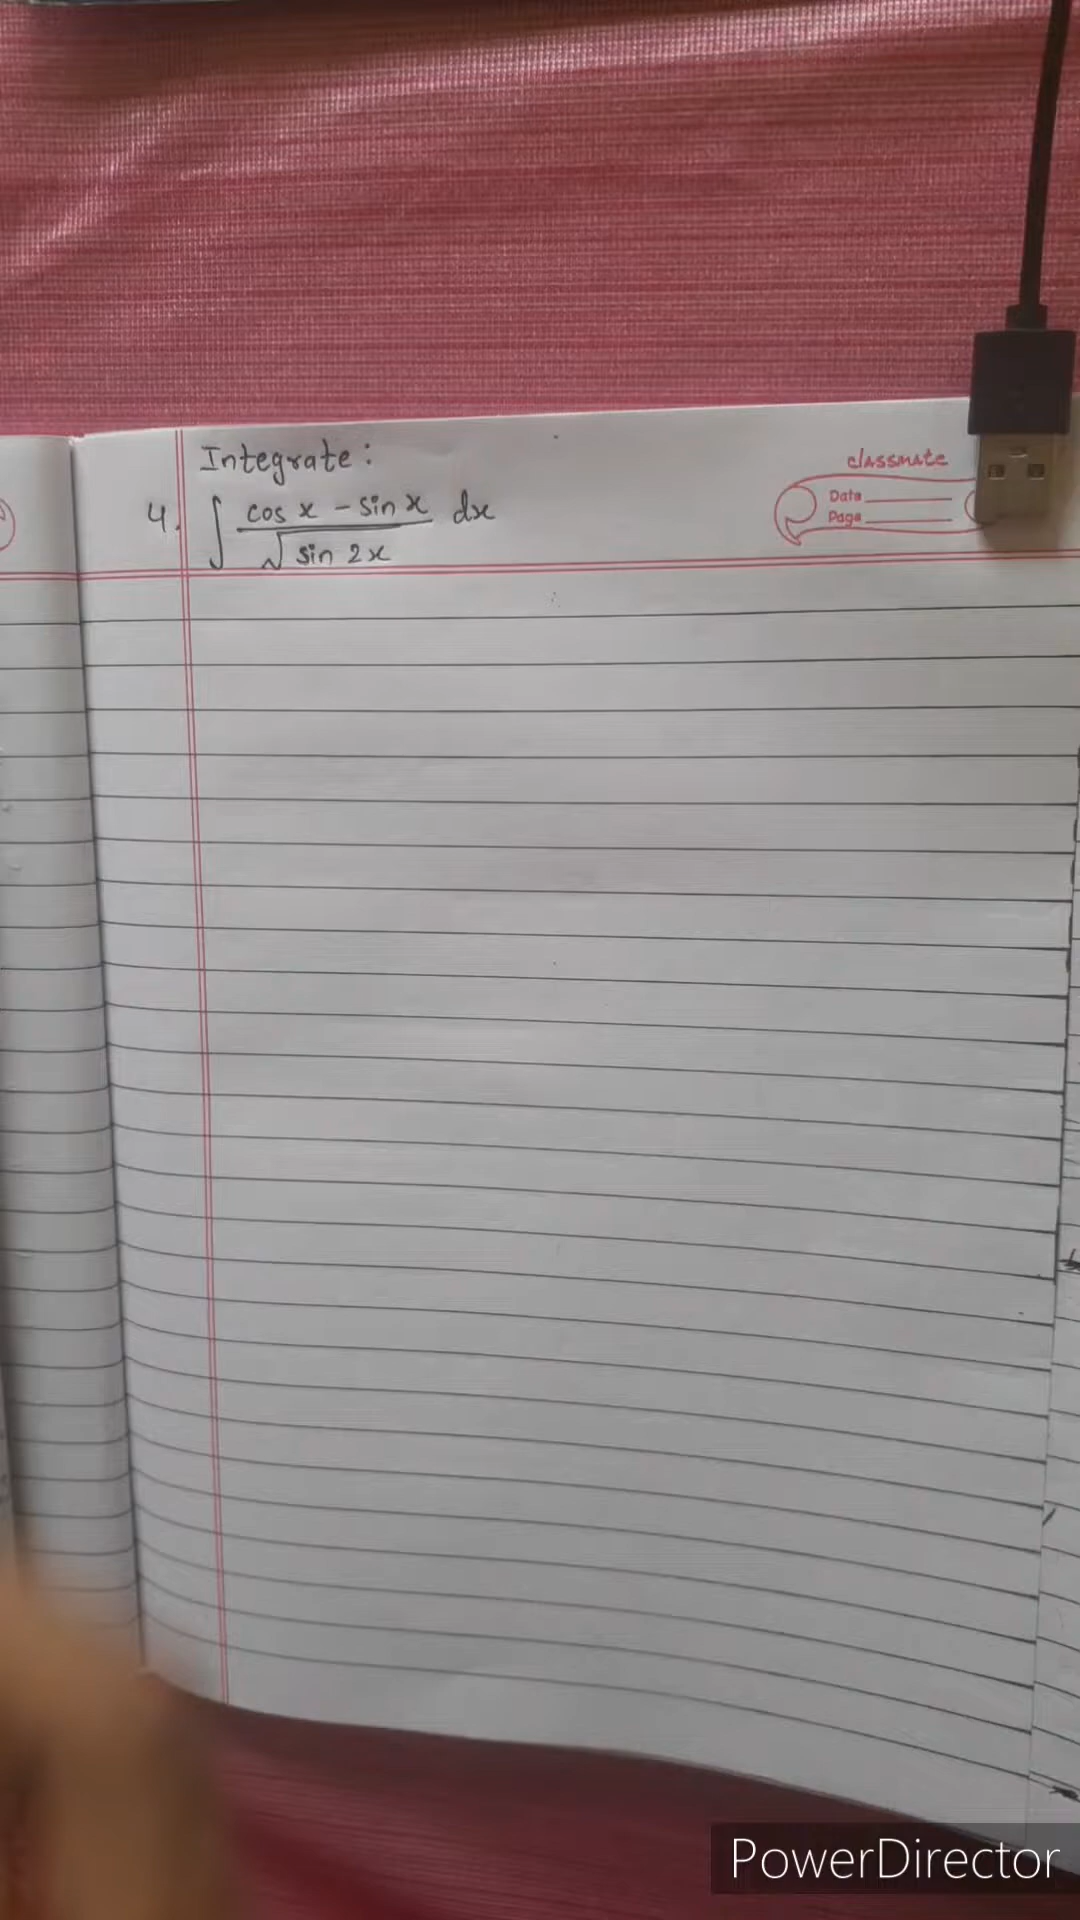 Integrate:
4. ∫ cos x - sin x / √sin 2x dx
classmate
Date
Page
PowerDirector